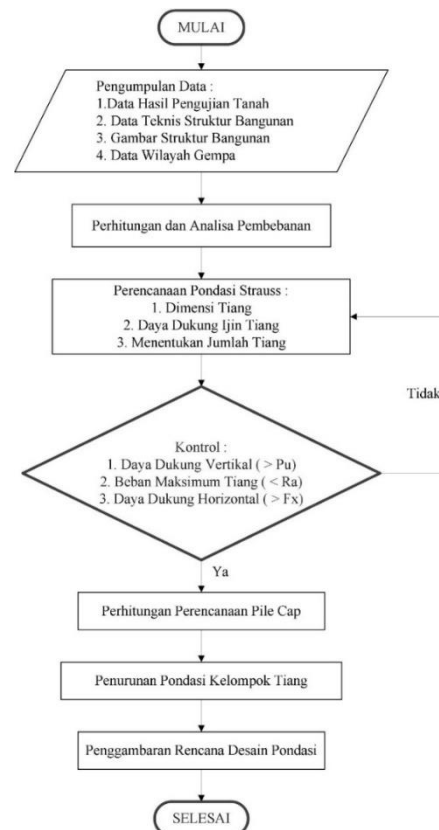 MULAI
Pengumpulan Data :
1.Data Hasil Pengujian Tanah
2. Data Teknis Struktur Bangunan
3. Gambar Struktur Bangunan
4. Data Wilayah Gempa
Perhitungan dan Analisa Pembebanan
Perencanaan Pondasi Strauss :
1. Dimensi Tiang
2. Daya Dukung Ijin Tiang
3. Menentukan Jumlah Tiang
Tidak
Kontrol :
1. Daya Dukung Vertikal ( > Pu)
2. Beban Maksimum Tiang ( < Ra)
3. Daya Dukung Horizontal ( > Fx)
Ya
Perhitungan Perencanaan Pile Cap
Penurunan Pondasi Kelompok Tiang
Penggambaran Rencana Desain Pondasi
SELESAI